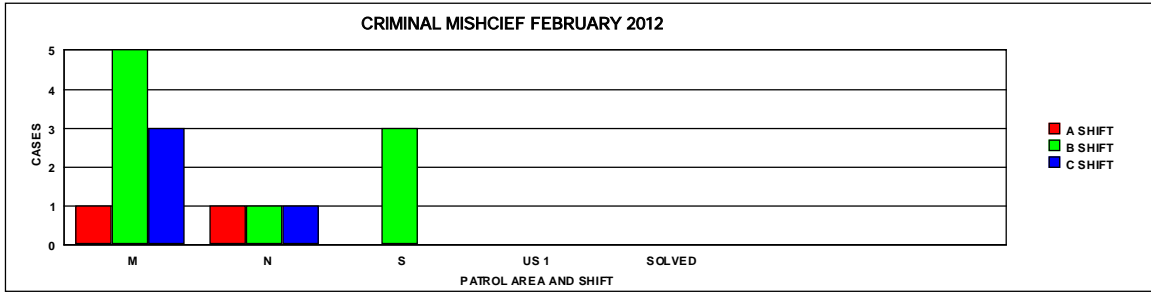 CRIMINAL MISHCIEF FEBRUARY 2012
5
4
3
2
1
0
CASES
M N S US 1 SOLVED
PATROL AREA AND SHIFT
A SHIFT
B SHIFT
C SHIFT